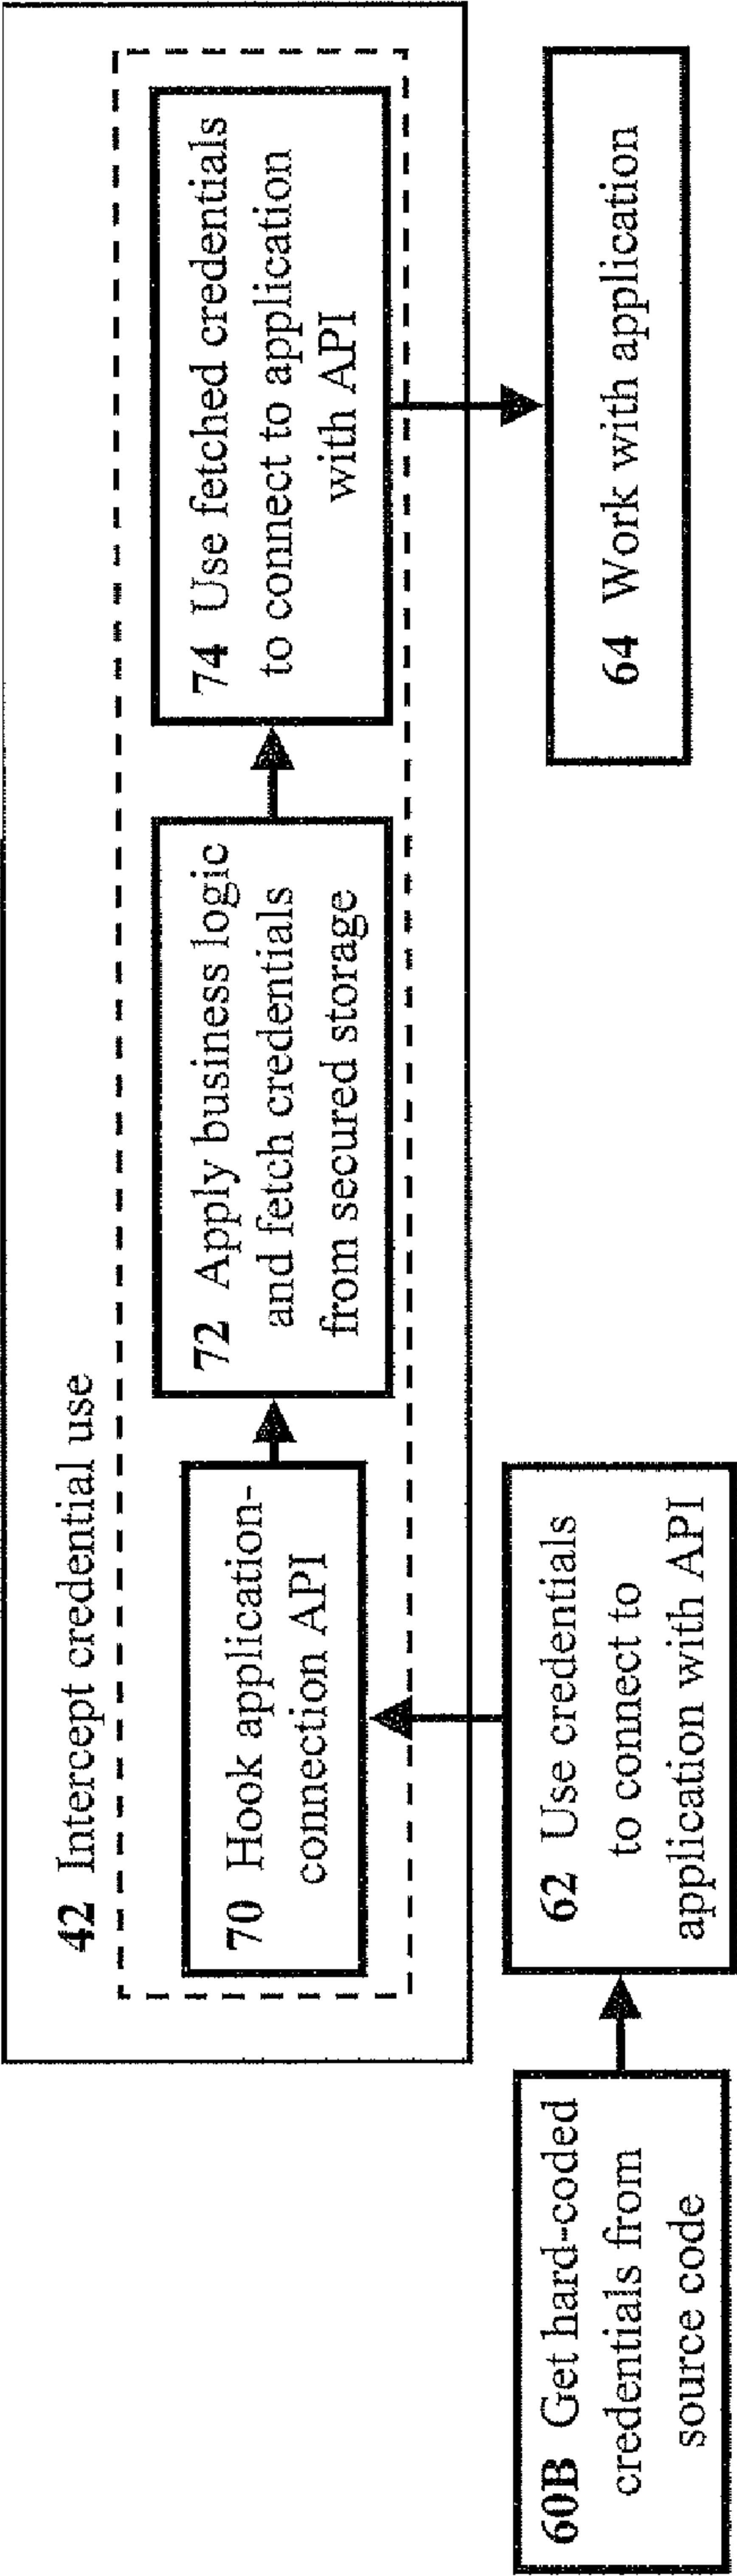 42 Intercept credential use
70 Hook application-
connection API
72 Apply business logic
and fetch credentials
from secured storage
74 Use fetched credentials
to connect to application
with API
60B Get hard-coded
credentials from
source code
62 Use credentials
to connect to
application with API
64 Work with application